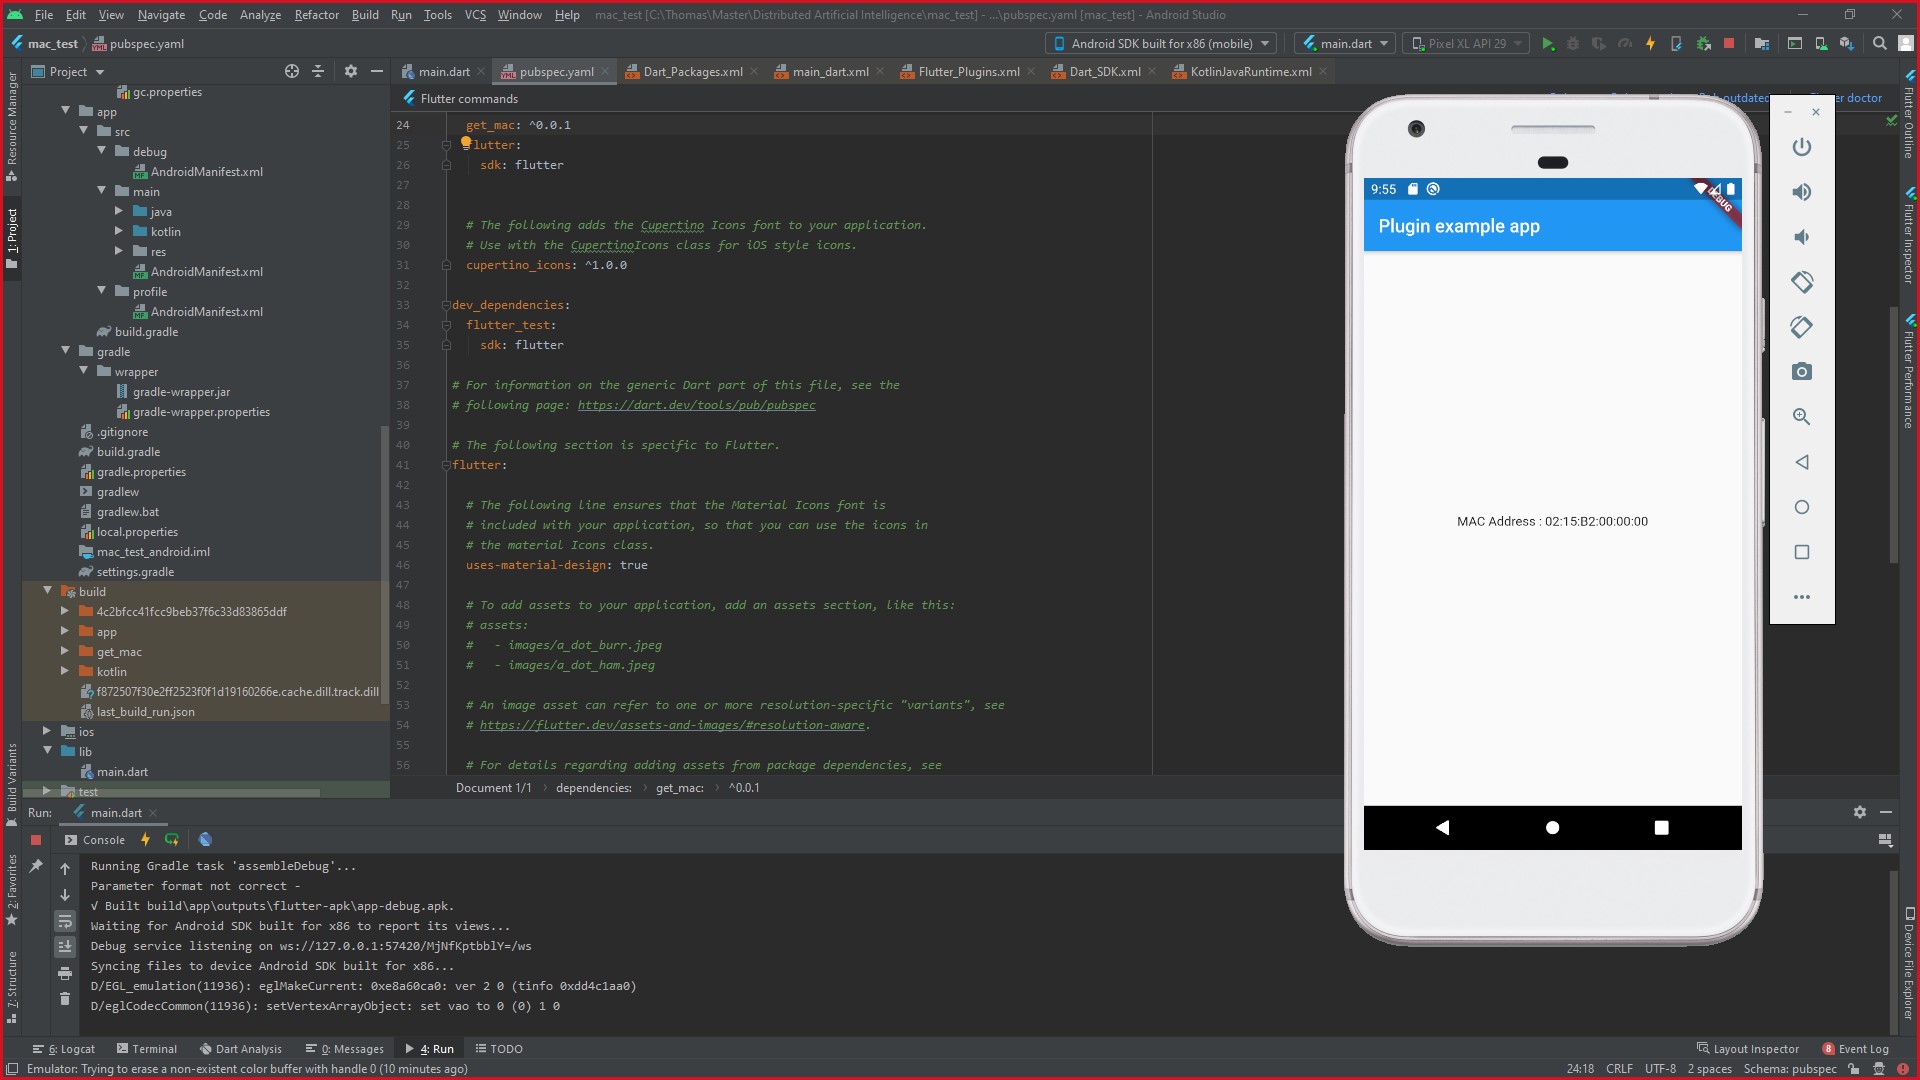 File Edit View Navigate Code Analyze Refactor Build Run Tools VCS Window Help mac_test [C:\Thomas\Master\Distributed Artificial Intelligence\mac_test] - ...\pubspec.yaml [mac_test] - Android Studio
mac_test pubspec.yaml Android SDK built for x86 (mobile) main.dart Pixel XL API 29
Project main.dart pubspec.yaml Dart_Packages.xml main_dart.xml Flutter_Plugins.xml Dart_SDK.xml KotlinJavaRuntime.xml
Flutter commands outdated doctor
Resource Manager
1: Project
Build Variants
2: Favorites
7: Structure
gc.properties
app
src
debug
AndroidManifest.xml
main
java
kotlin
res
AndroidManifest.xml
profile
AndroidManifest.xml
build.gradle
gradle
wrapper
gradle-wrapper.jar
gradle-wrapper.properties
.gitignore
build.gradle
gradle.properties
gradlew
gradlew.bat
local.properties
mac_test_android.iml
settings.gradle
build
4c2bfcc41fcc9beb37f6c33d83865ddf
app
get_mac
kotlin
f872507f30e2ff2523f0f1d19160266e.cache.dill.track.dill
last_build_run.json
ios
lib
main.dart
test
24 get_mac: ^0.0.1
25 flutter:
26 sdk: flutter
27
28
29 # The following adds the Cupertino Icons font to your application.
30 # Use with the CupertinoIcons class for iOS style icons.
31 cupertino_icons: ^1.0.0
32
33 dev_dependencies:
34 flutter_test:
35 sdk: flutter
36
37 # For information on the generic Dart part of this file, see the
38 # following page: https://dart.dev/tools/pub/pubspec
39
40 # The following section is specific to Flutter.
41 flutter:
42
43 # The following line ensures that the Material Icons font is
44 # included with your application, so that you can use the icons in
45 # the material Icons class.
46 uses-material-design: true
47
48 # To add assets to your application, add an assets section, like this:
49 # assets:
50 # - images/a_dot_burr.jpeg
51 # - images/a_dot_ham.jpeg
52
53 # An image asset can refer to one or more resolution-specific "variants", see
54 # https://flutter.dev/assets-and-images/#resolution-aware.
55
56 # For details regarding adding assets from package dependencies, see
Document 1/1 dependencies: get_mac: ^0.0.1
9:55
DEBUG
Plugin example app
MAC Address : 02:15:B2:00:00:00
Flutter Outline
Flutter Inspector
Flutter Performance
Device File Explorer
Run: main.dart
Console
Running Gradle task 'assembleDebug'...
Parameter format not correct -
√ Built build\app\outputs\flutter-apk\app-debug.apk.
Waiting for Android SDK built for x86 to report its views...
Debug service listening on ws://127.0.0.1:57420/MjNfKptbblY=/ws
Syncing files to device Android SDK built for x86...
D/EGL_emulation(11936): eglMakeCurrent: 0xe8a60ca0: ver 2 0 (tinfo 0xdd4c1aa0)
D/eglCodecCommon(11936): setVertexArrayObject: set vao to 0 (0) 1 0
6: Logcat Terminal Dart Analysis 0: Messages 4: Run TODO Layout Inspector 8 Event Log
Emulator: Trying to erase a non-existent color buffer with handle 0 (10 minutes ago) 24:18 CRLF UTF-8 2 spaces Schema: pubspec